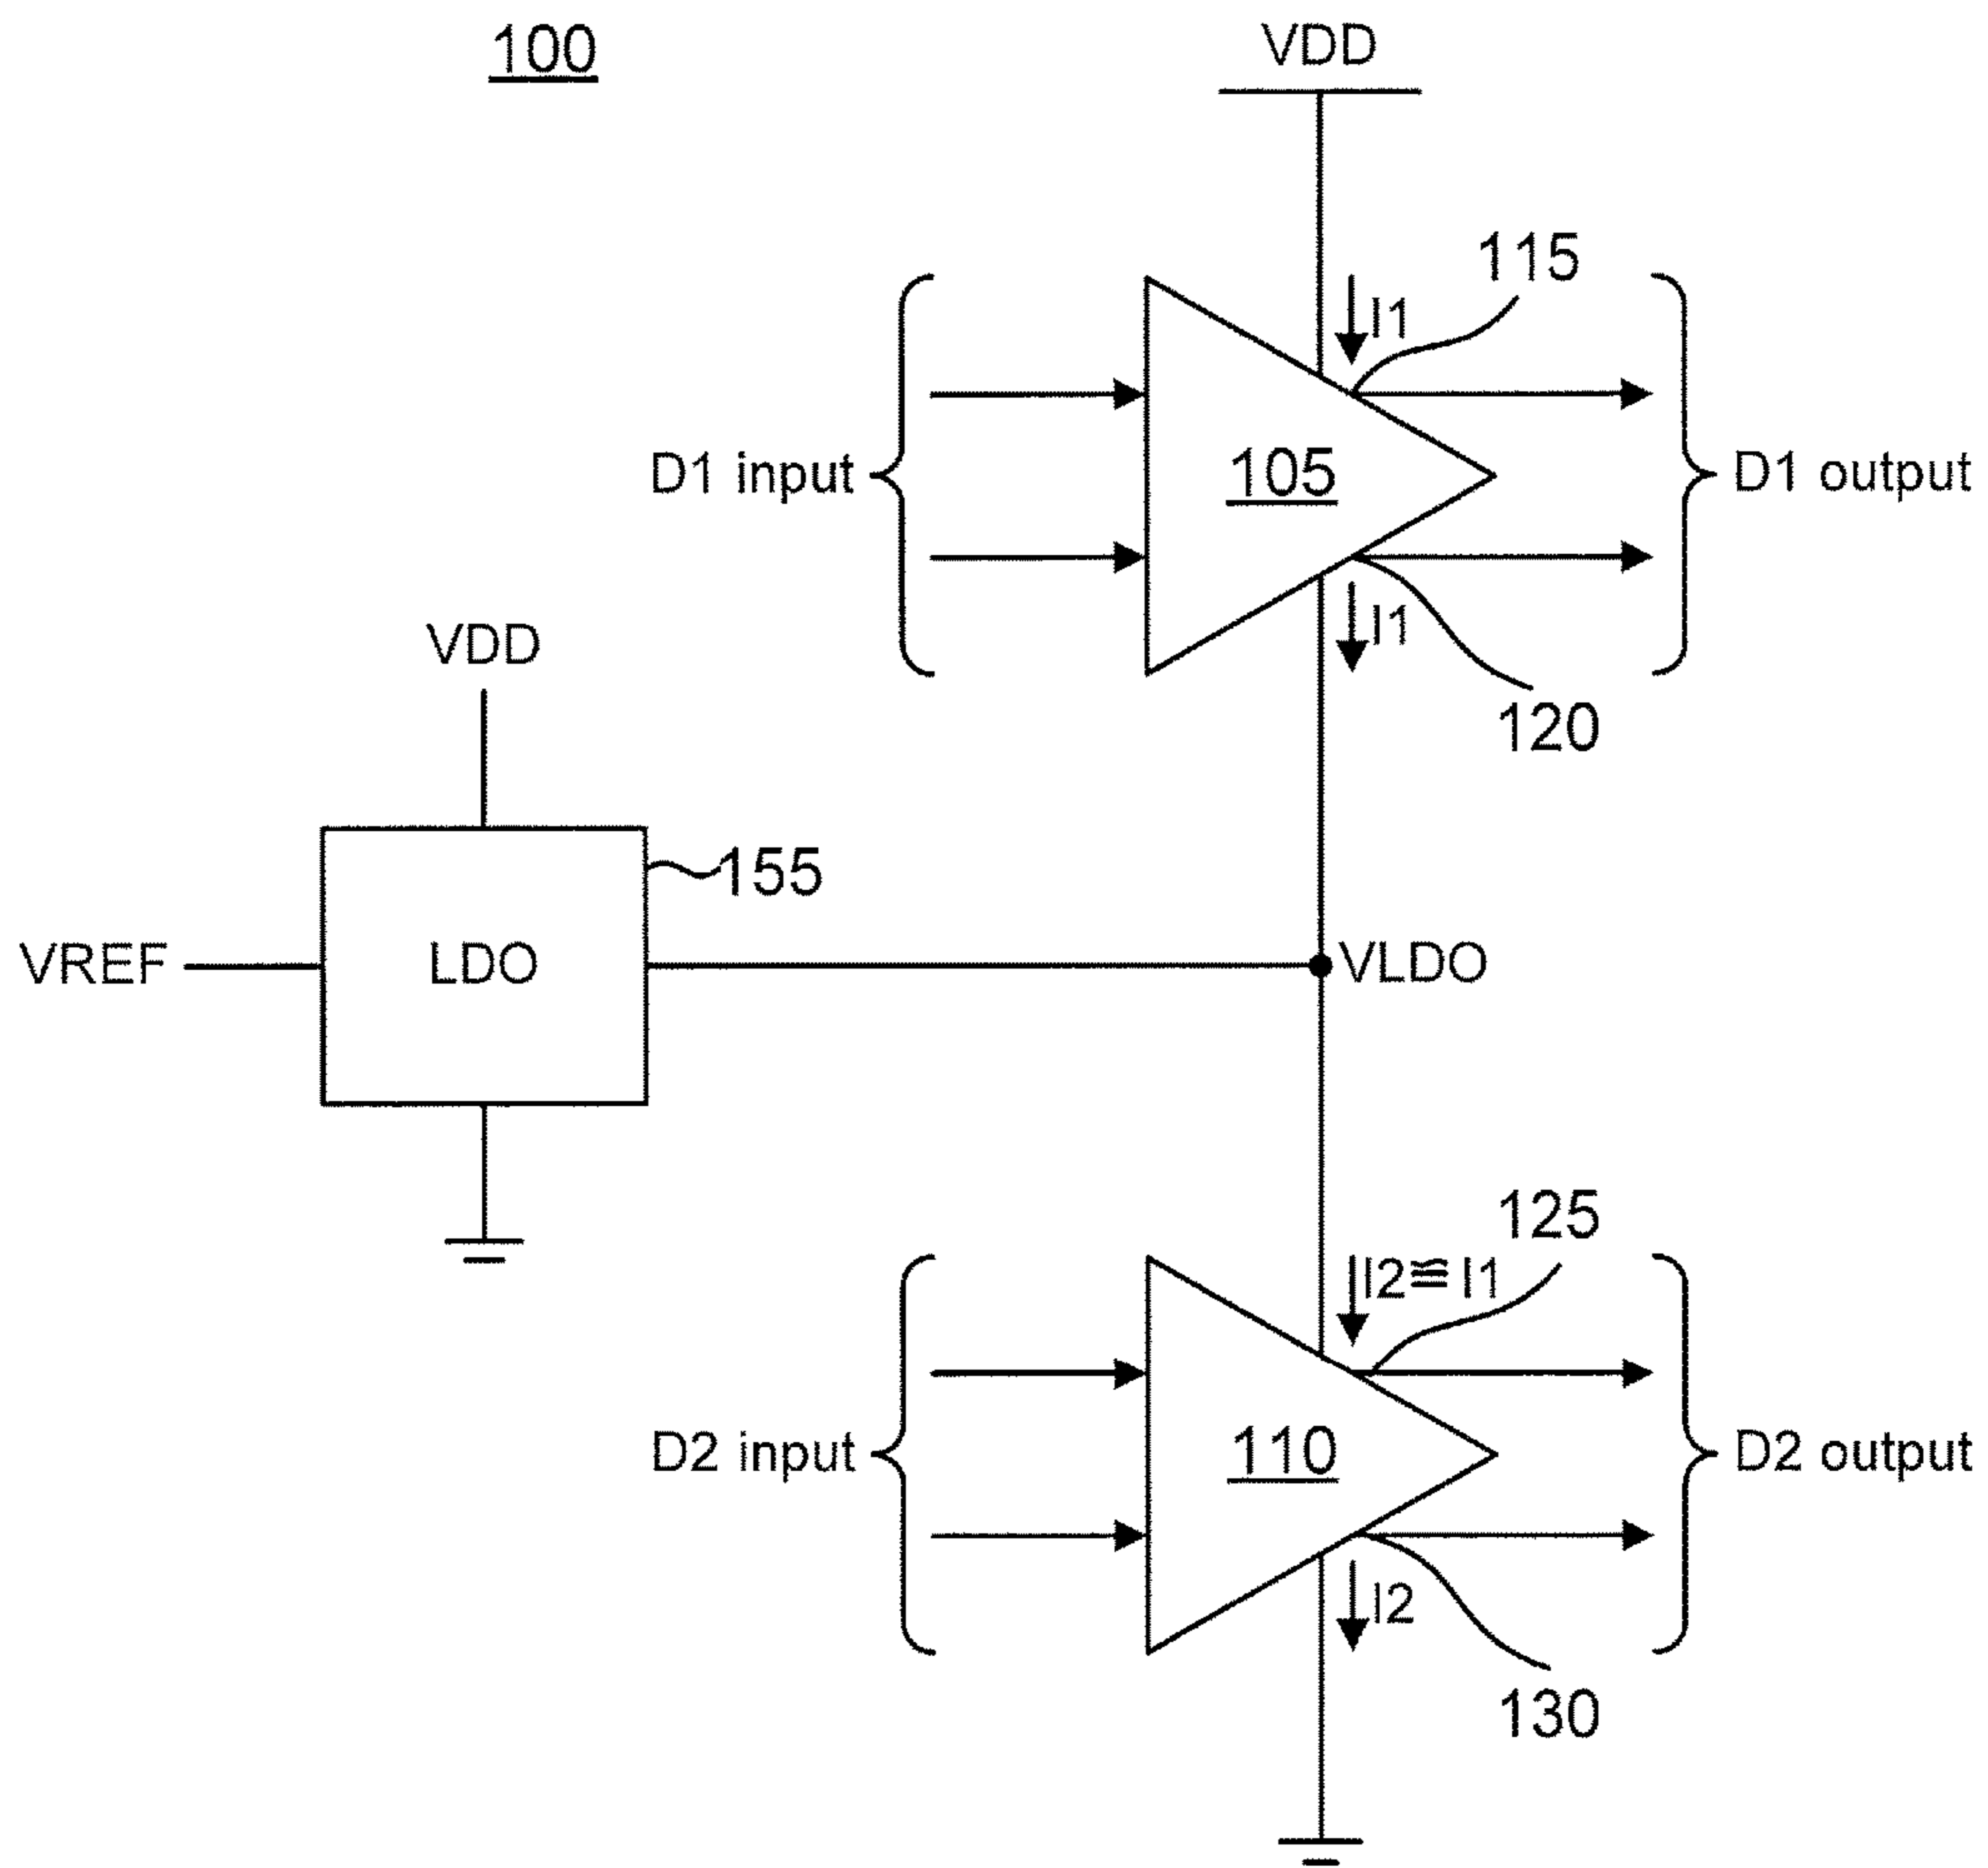 100
VDD
115
I1
D1 input
105
D1 output
I1
120
VDD
155
VREF
LDO
VLDO
125
I2≅I1
D2 input
110
D2 output
I2
130